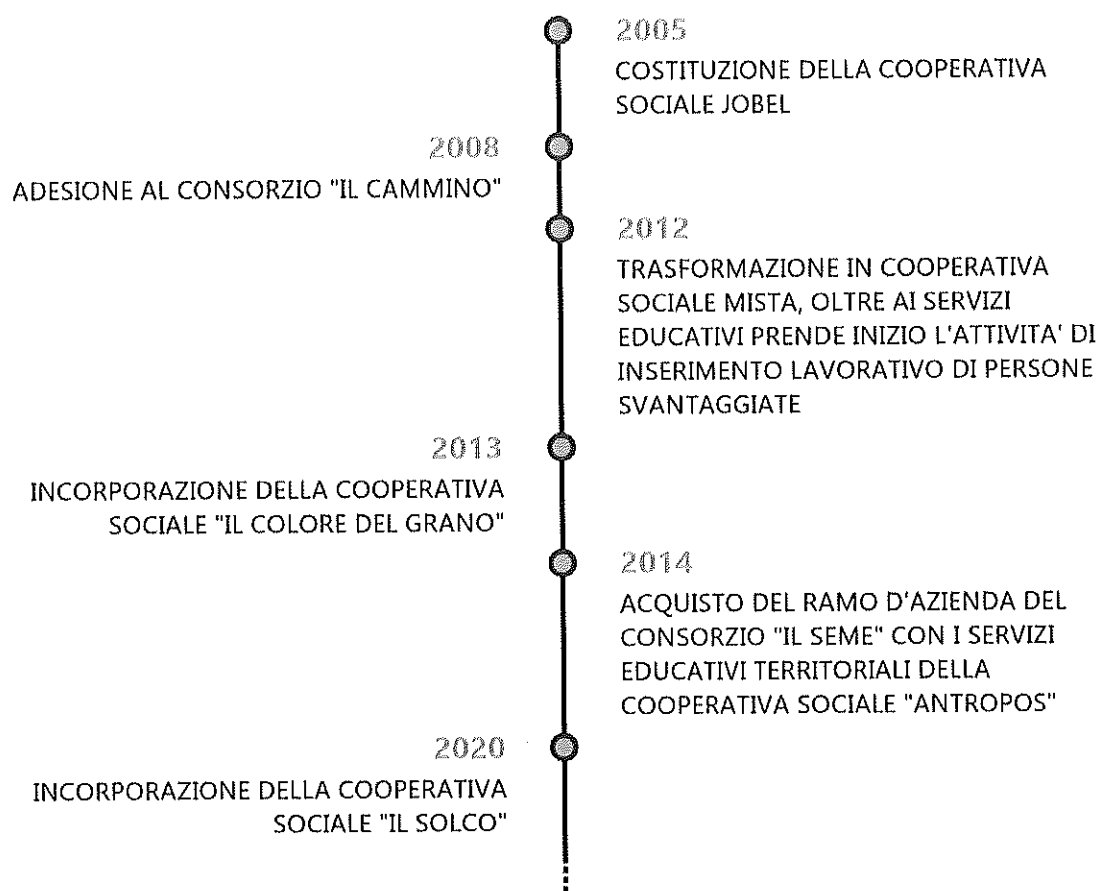 2005
COSTITUZIONE DELLA COOPERATIVA
SOCIALE JOBEL
2008
ADESIONE AL CONSORZIO "IL CAMMINO"
2012
TRASFORMAZIONE IN COOPERATIVA
SOCIALE MISTA, OLTRE AI SERVIZI
EDUCATIVI PRENDE INIZIO L'ATTIVITA' DI
INSERIMENTO LAVORATIVO DI PERSONE
SVANTAGGIATE
2013
INCORPORAZIONE DELLA COOPERATIVA
SOCIALE "IL COLORE DEL GRANO"
2014
ACQUISTO DEL RAMO D'AZIENDA DEL
CONSORZIO "IL SEME" CON I SERVIZI
EDUCATIVI TERRITORIALI DELLA
COOPERATIVA SOCIALE "ANTROPOS"
2020
INCORPORAZIONE DELLA COOPERATIVA
SOCIALE "IL SOLCO"